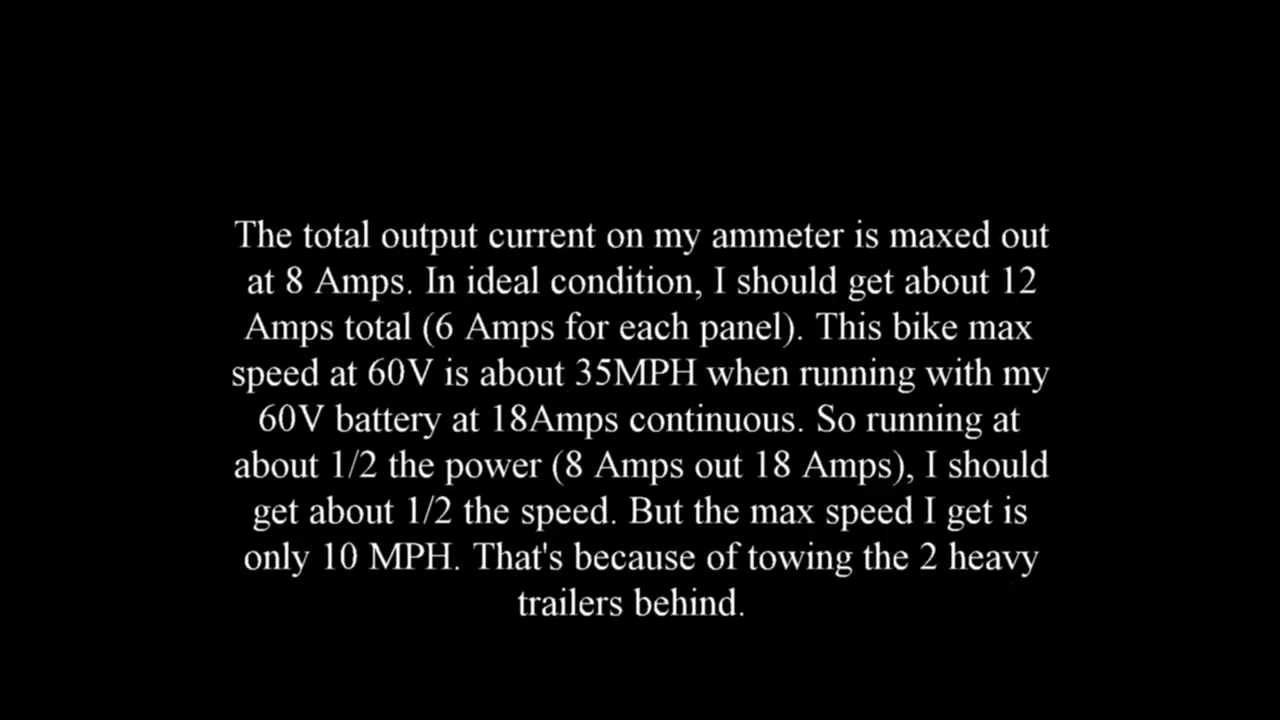 The total output current on my ammeter is maxed out
at 8 Amps. In ideal condition, I should get about 12
Amps total (6 Amps for each panel). This bike max
speed at 60V is about 35MPH when running with my
60V battery at 18Amps continuous. So running at
about 1/2 the power (8 Amps out 18 Amps), I should
get about 1/2 the speed. But the max speed I get is
only 10 MPH. That's because of towing the 2 heavy
trailers behind.